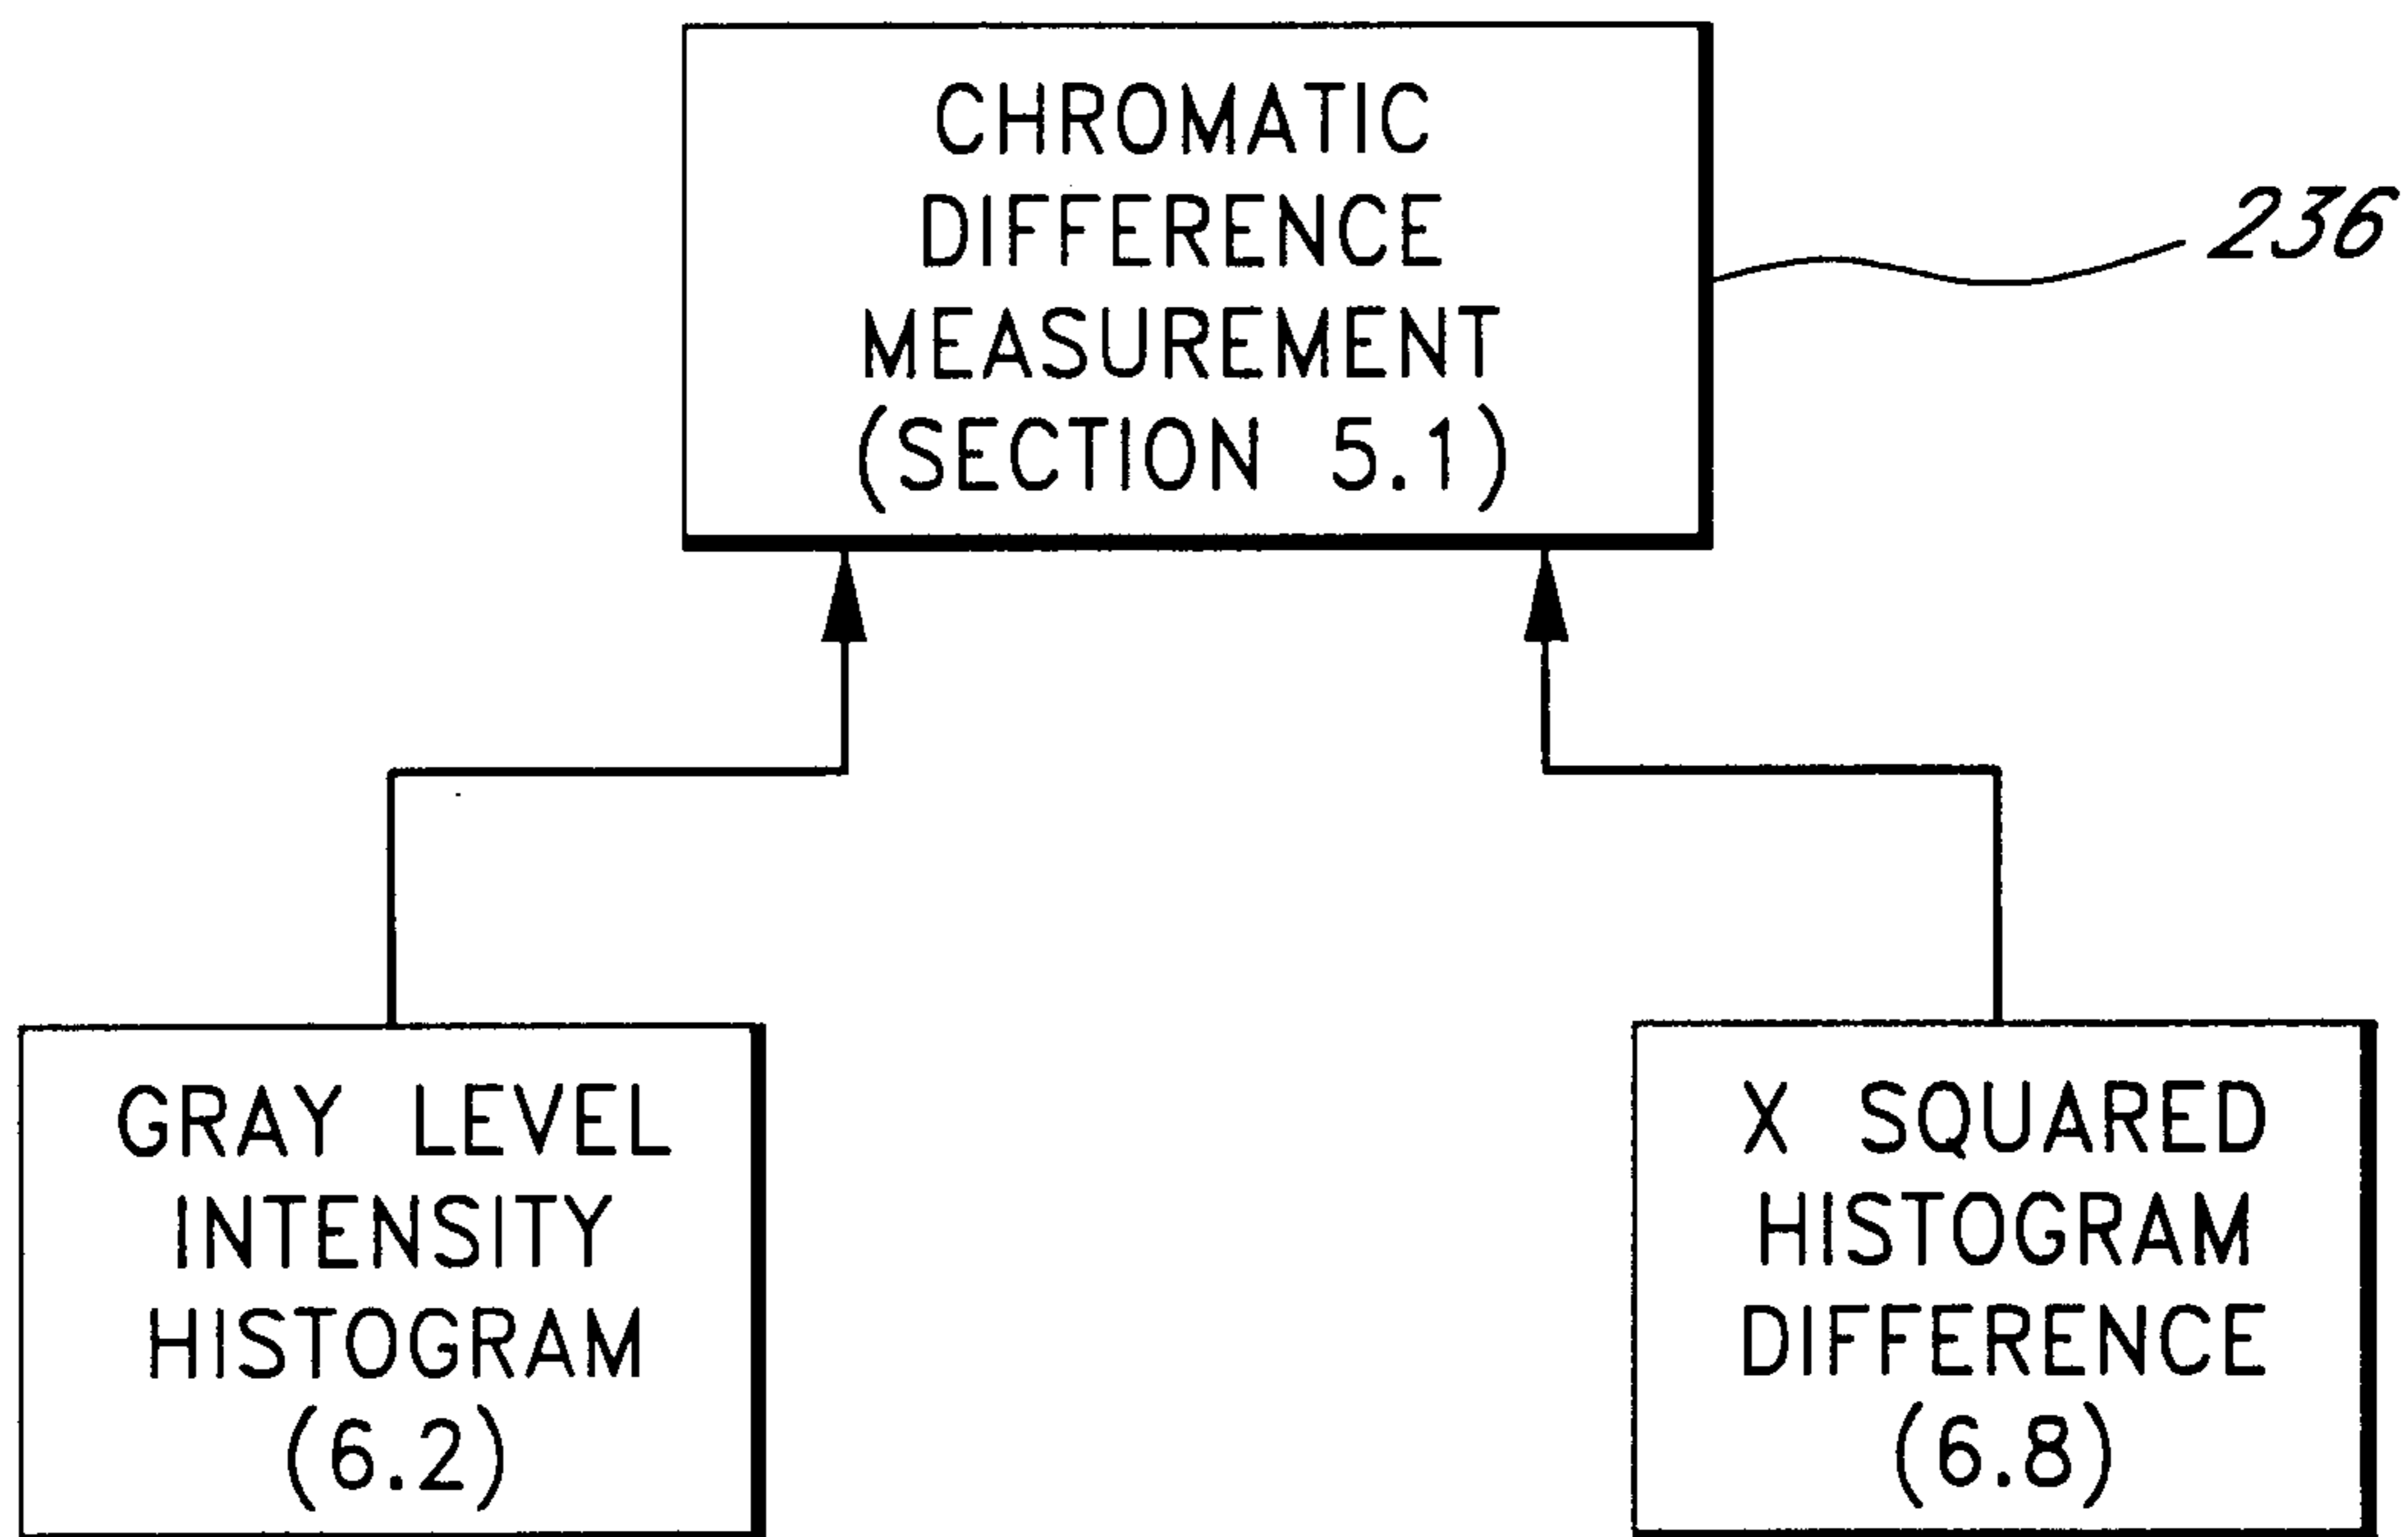 CHROMATIC
DIFFERENCE
MEASUREMENT
(SECTION 5.1)
236
GRAY LEVEL
INTENSITY
HISTOGRAM
(6.2)
X SQUARED
HISTOGRAM
DIFFERENCE
(6.8)